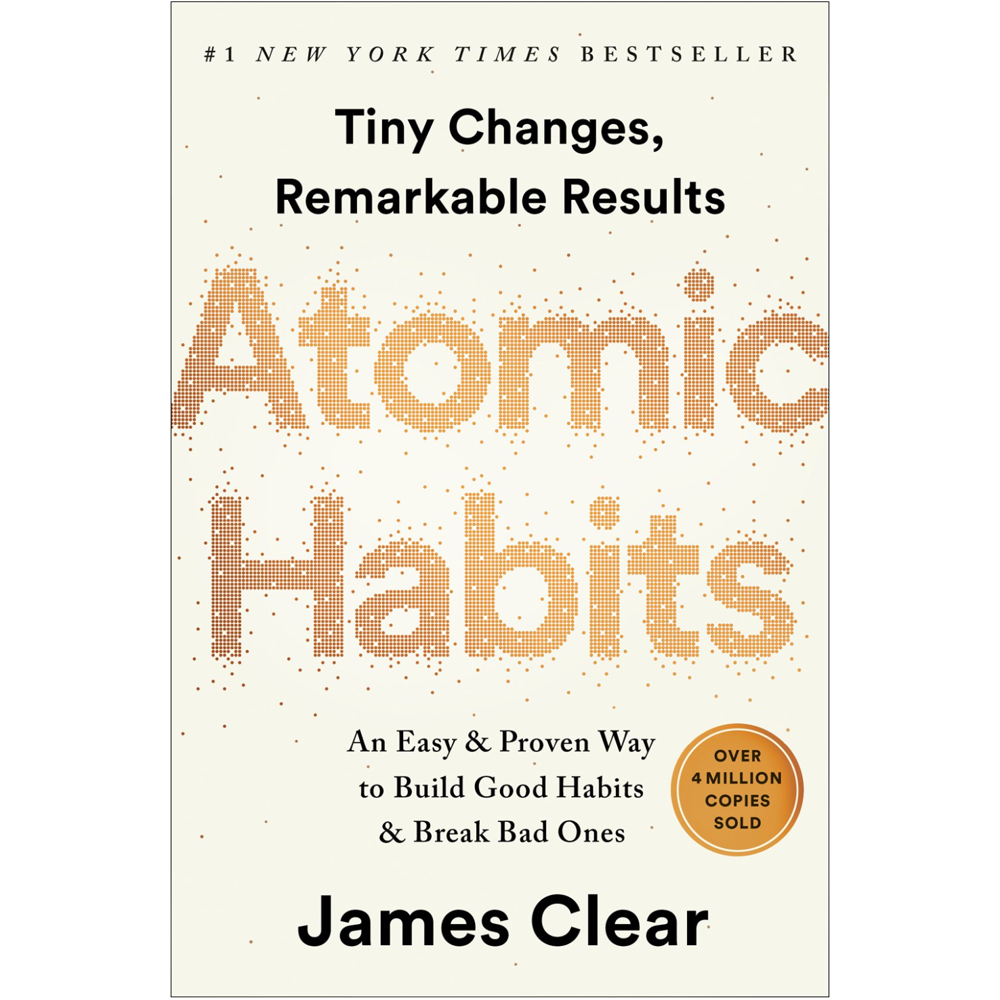 #1 NEW YORK TIMES BESTSELLER
Tiny Changes,
Remarkable Results
Atomic
Habits
An Easy & Proven Way
to Build Good Habits
& Break Bad Ones
OVER
4 MILLION
COPIES
SOLD
James Clear